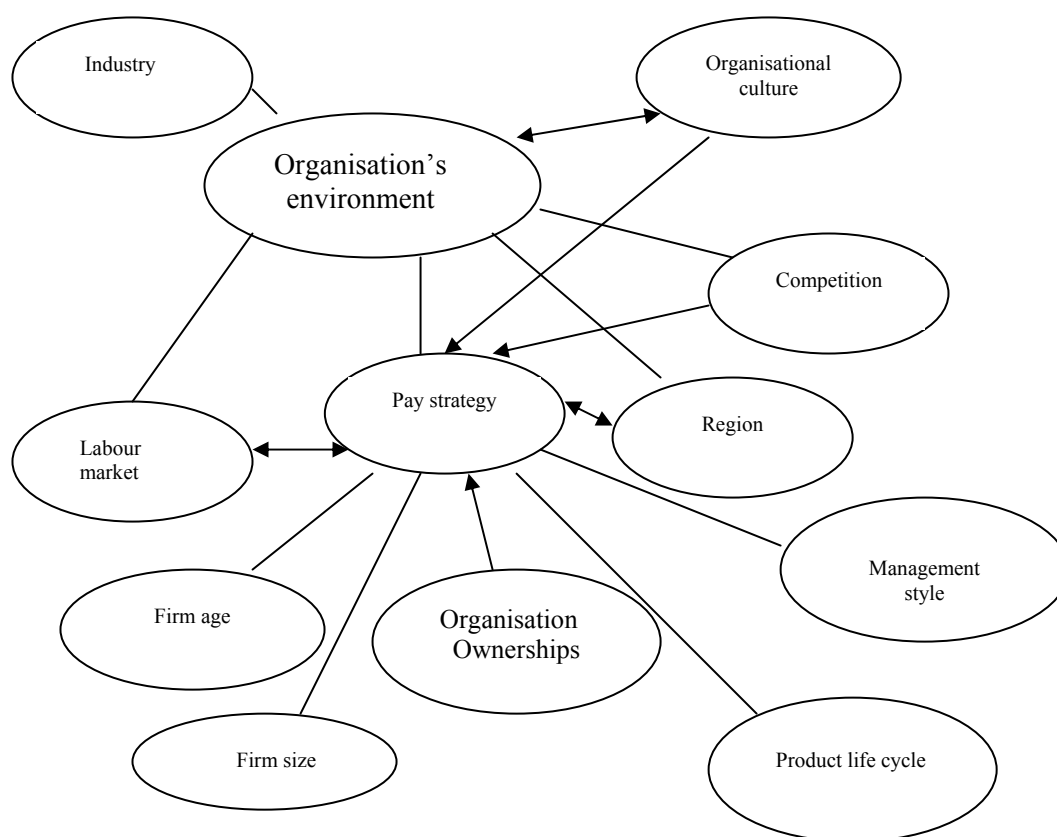 Industry
Organisational
culture
Organisation’s
environment
Competition
Pay strategy
Region
Labour
market
Management
style
Firm age
Organisation
Ownerships
Firm size
Product life cycle